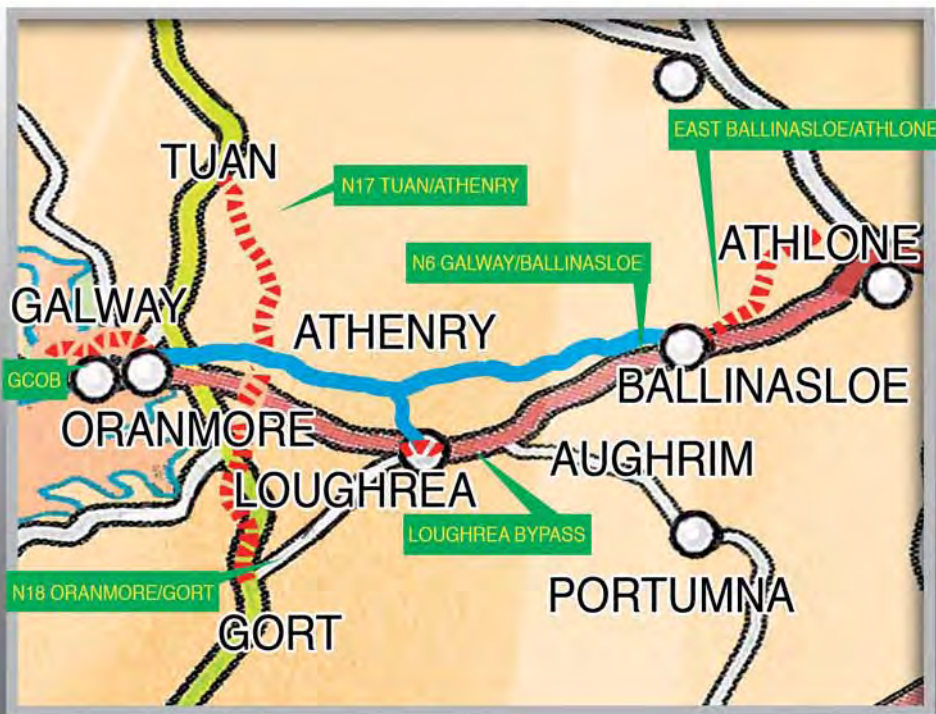 EAST BALLINASLOE/ATHLONE
TUAN
N17 TUAN/ATHENRY
ATHLONE
N6 GALWAY/BALLINASLOE
GALWAY
ATHENRY
GCOB
BALLINASLOE
ORANMORE
AUGHRIM
LOUGHREA
LOUGHREA BYPASS
N18 ORANMORE/GORT
PORTUMNA
GORT